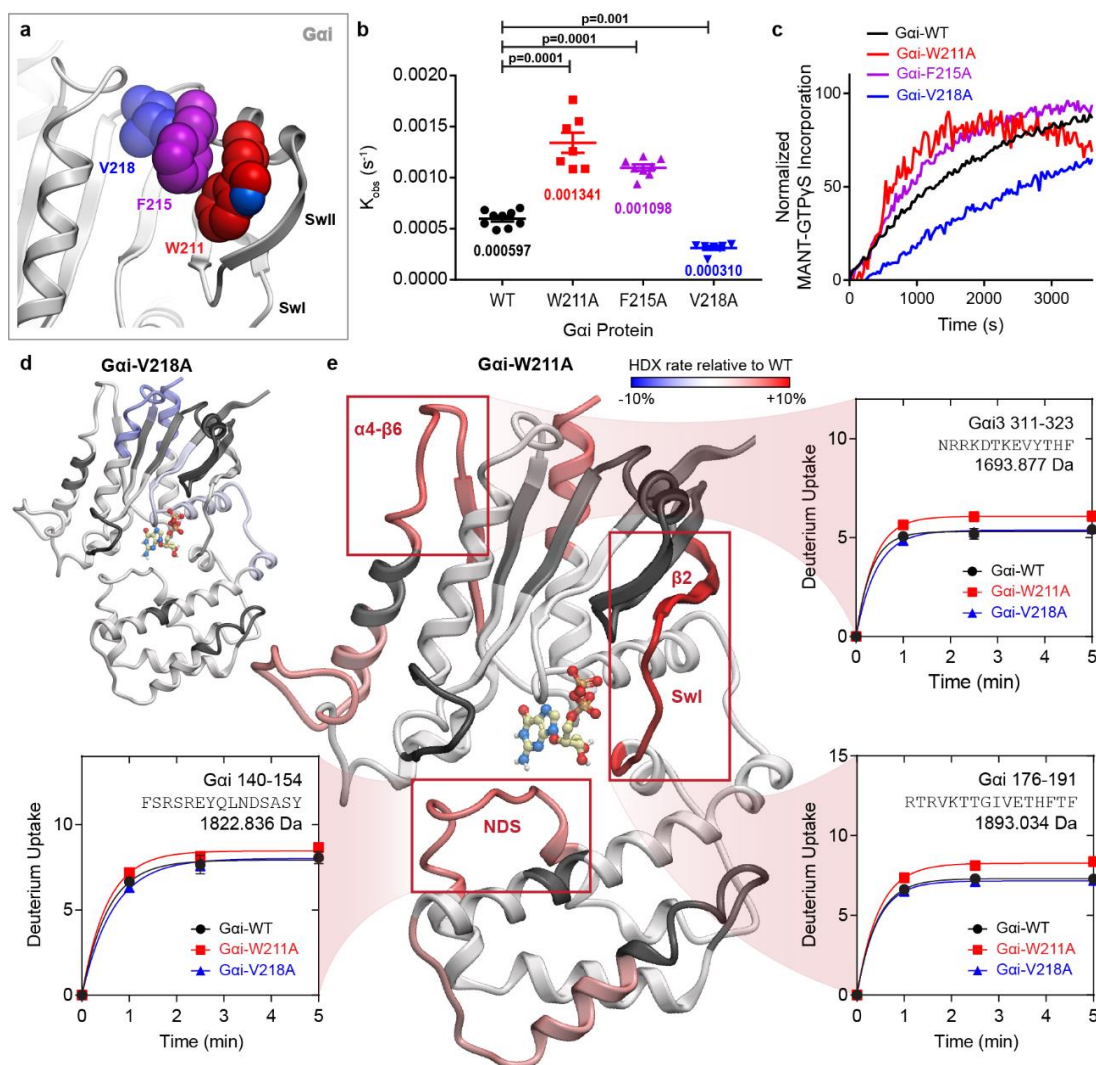 a
Gαi
V218
F215
W211
SwII
SwI
b
p=0.001
p=0.0001
p=0.0001
Kobs (s⁻¹)
0.0020
0.0015
0.0010
0.0005
0.0000
0.000597
0.001341
0.001098
0.000310
WT
W211A
F215A
V218A
Gαi Protein
c
Gαi-WT
Gαi-W211A
Gαi-F215A
Gαi-V218A
Normalized
MANT-GTPγS Incorporation
100
50
0
0
1000
2000
3000
Time (s)
d
Gαi-V218A
e
Gαi-W211A
HDX rate relative to WT
-10%
+10%
α4-β6
β2
SwI
NDS
Gαi3 311-323
NRRKDTKEVYTHF
1693.877 Da
Deuterium Uptake
10
5
0
Gαi-WT
Gαi-W211A
Gαi-V218A
0 1 2 3 4 5
Time (min)
Gαi 140-154
FSRSREYQLNDSASY
1822.836 Da
Deuterium Uptake
10
5
0
Gαi-WT
Gαi-W211A
Gαi-V218A
0 1 2 3 4 5
Time (min)
Gαi 176-191
RTRVKTTGIVETHFTF
1893.034 Da
Deuterium Uptake
15
10
5
0
Gαi-WT
Gαi-W211A
Gαi-V218A
0 1 2 3 4 5
Time (min)